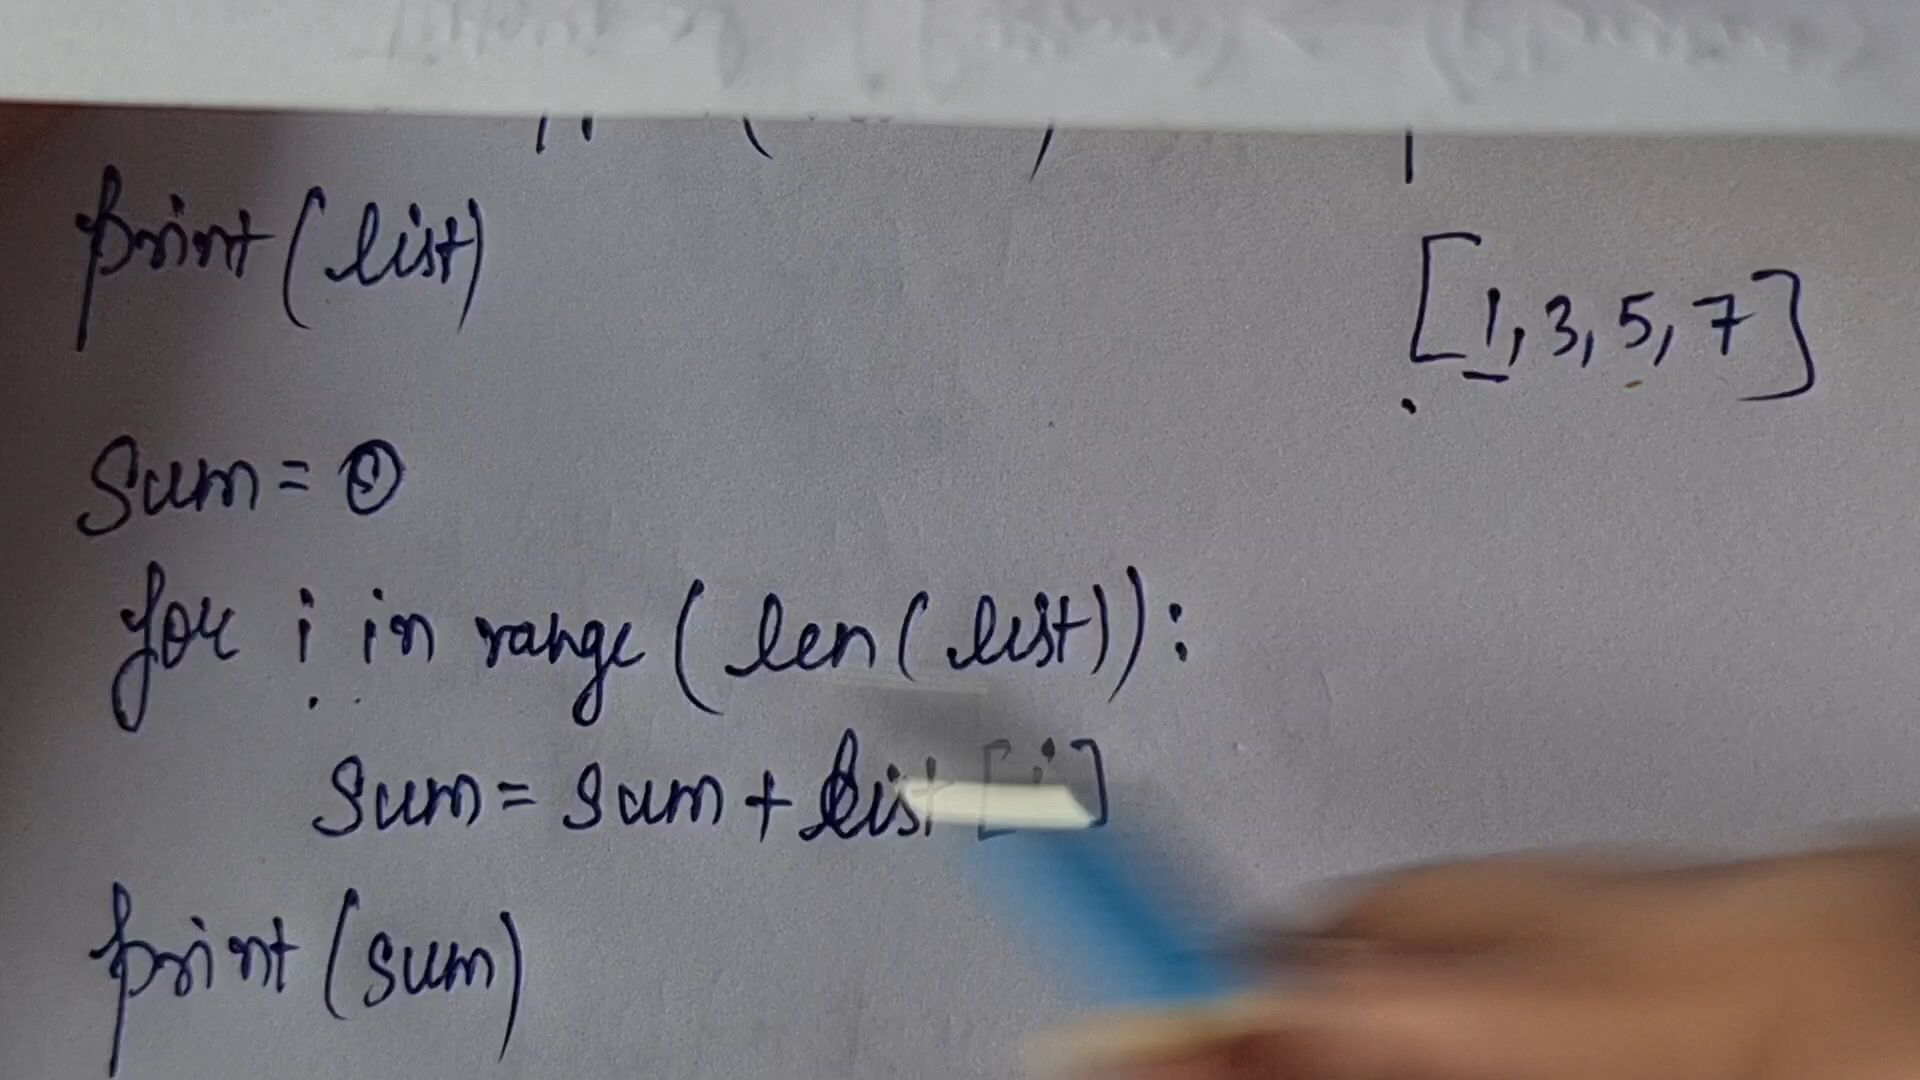 print(list)
[1, 3, 5, 7]
Sum = 0
for i in range (len(list)):
Sum = sum + list [i]
print (sum)